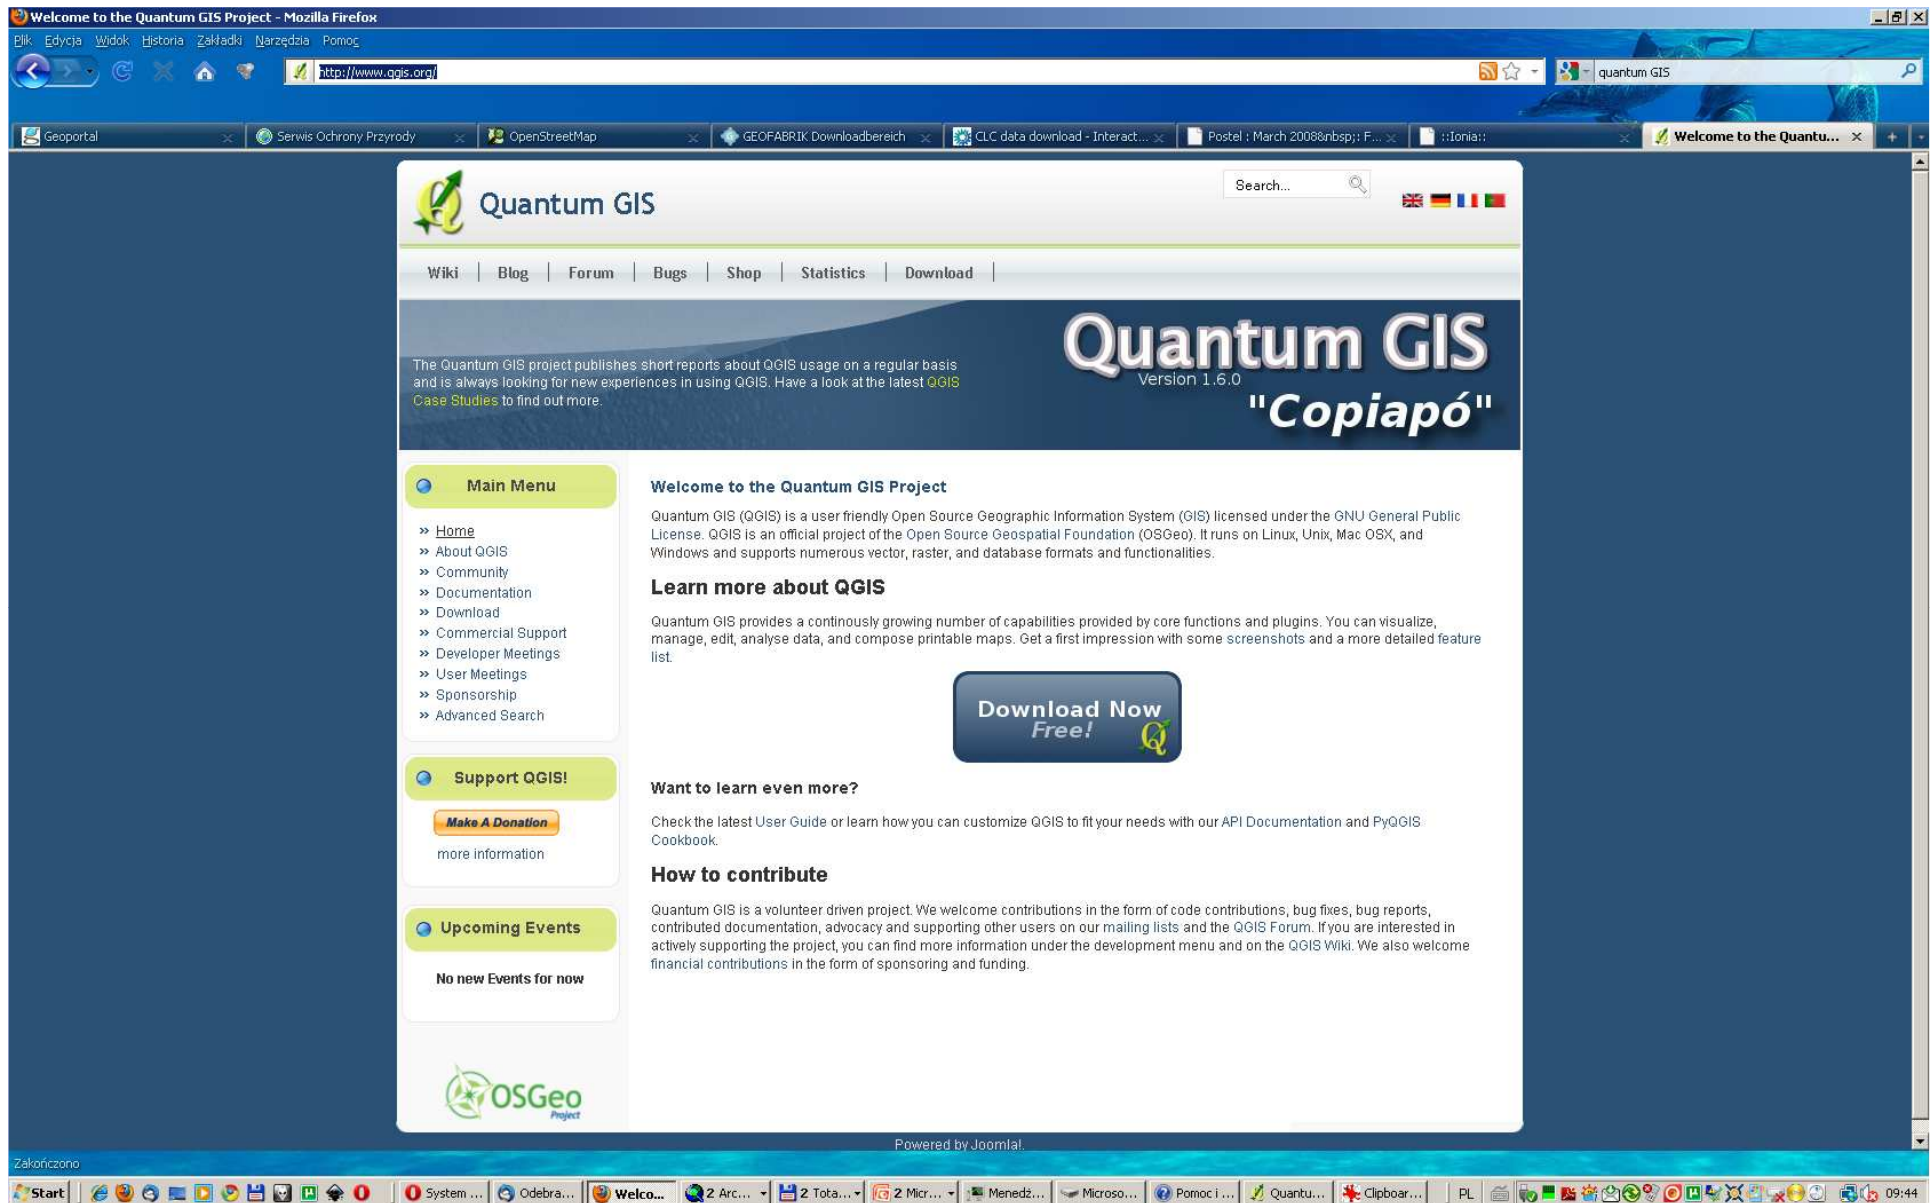 Welcome to the Quantum GIS Project - Mozilla Firefox
Plik Edycja Widok Historia Zakładki Narzędzia Pomoc
http://www.qgis.org/
quantum GIS
Geoportal
Serwis Ochrony Przyrody
OpenStreetMap
GEOFABRIK Downloadbereich
CLC data download - Interact...
Postel : March 2008&nbsp;: F...
::Ionia::
Welcome to the Quantu...
Quantum GIS
Search...
Wiki | Blog | Forum | Bugs | Shop | Statistics | Download |
The Quantum GIS project publishes short reports about QGIS usage on a regular basis
and is always looking for new experiences in using QGIS. Have a look at the latest QGIS
Case Studies to find out more.
Quantum GIS
Version 1.6.0
"Copiapó"
Main Menu
» Home
» About QGIS
» Community
» Documentation
» Download
» Commercial Support
» Developer Meetings
» User Meetings
» Sponsorship
» Advanced Search
Support QGIS!
Make A Donation
more information
Upcoming Events
No new Events for now
OSGeo
Project
Welcome to the Quantum GIS Project
Quantum GIS (QGIS) is a user friendly Open Source Geographic Information System (GIS) licensed under the GNU General Public
License. QGIS is an official project of the Open Source Geospatial Foundation (OSGeo). It runs on Linux, Unix, Mac OSX, and
Windows and supports numerous vector, raster, and database formats and functionalities.
Learn more about QGIS
Quantum GIS provides a continously growing number of capabilities provided by core functions and plugins. You can visualize,
manage, edit, analyse data, and compose printable maps. Get a first impression with some screenshots and a more detailed feature
list.
Download Now
Free!
Want to learn even more?
Check the latest User Guide or learn how you can customize QGIS to fit your needs with our API Documentation and PyQGIS
Cookbook.
How to contribute
Quantum GIS is a volunteer driven project. We welcome contributions in the form of code contributions, bug fixes, bug reports,
contributed documentation, advocacy and supporting other users on our mailing lists and the QGIS Forum. If you are interested in
actively supporting the project, you can find more information under the development menu and on the QGIS Wiki. We also welcome
financial contributions in the form of sponsoring and funding.
Powered by Joomla!.
Zakończono
Start
System ...
Odebra...
Welco...
2 Arc...
2 Tota...
2 Micr...
Menedż...
Microso...
Pomoc i ...
Quantu...
Clipboar...
PL
09:44